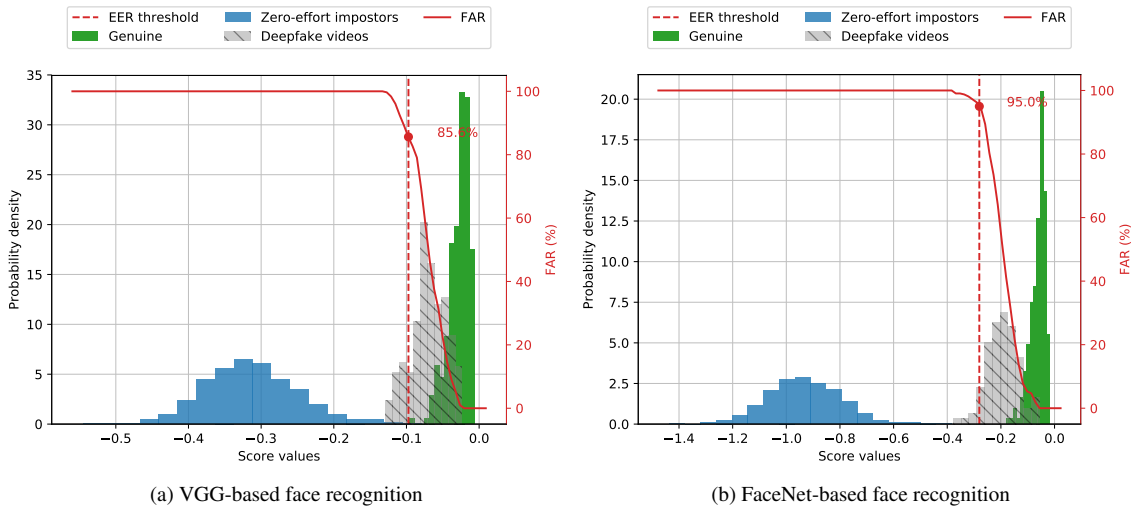 EER threshold Zero-effort impostors FAR
Genuine Deepfake videos
35
30
25
20
15
10
5
0
Probability density
−0.5 −0.4 −0.3 −0.2 −0.1 0.0
Score values
100
80
60
40
20
0
FAR (%)
85.6%
(a) VGG-based face recognition
EER threshold Zero-effort impostors FAR
Genuine Deepfake videos
20.0
17.5
15.0
12.5
10.0
7.5
5.0
2.5
0.0
Probability density
−1.4 −1.2 −1.0 −0.8 −0.6 −0.4 −0.2 0.0
Score values
100
80
60
40
20
0
FAR (%)
95.0%
(b) FaceNet-based face recognition